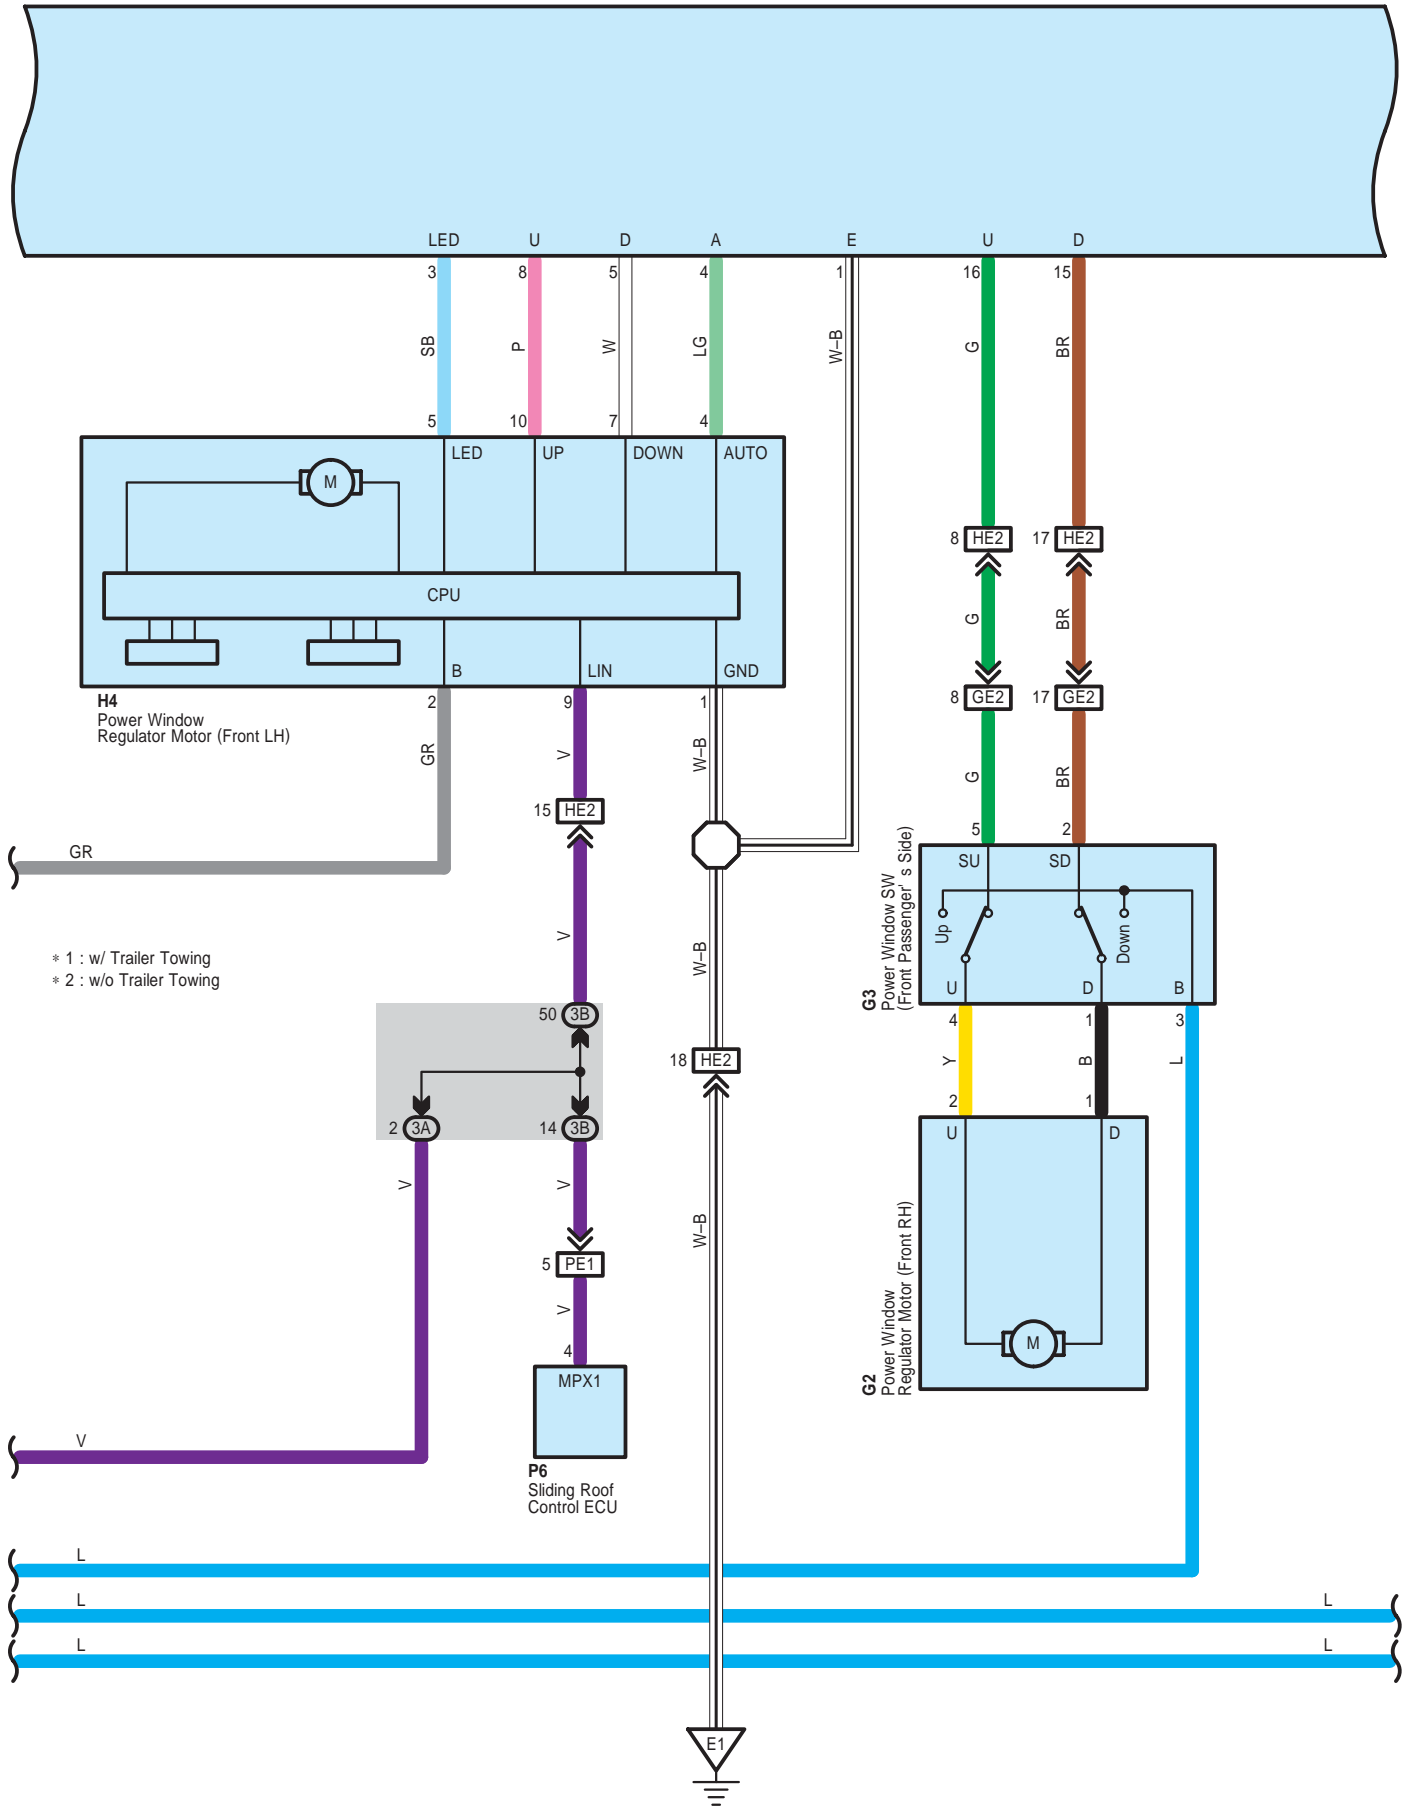 LED U D A E U D
3 8 5 4 1 16 15
SB P W LG W–B G BR
5 10 7 4
LED UP DOWN AUTO
M
8 HE2 17 HE2
CPU
G BR
B LIN GND
H4
Power Window
Regulator Motor (Front LH)
2 9 1
8 GE2 17 GE2
GR V W–B G BR
15 HE2
5 2
GR
SU SD
Up Down
U D B
G3
Power Window SW
(Front Passenger' s Side)
V W–B
* 1 : w/ Trailer Towing
* 2 : w/o Trailer Towing
50 3B
4 1 3
18 HE2
Y B L
2 1
2 3A 14 3B
U D
V V
W–B
5 PE1
V
4
M
MPX1
G2
Power Window
Regulator Motor (Front RH)
V
P6
Sliding Roof
Control ECU
L
L L
L L
E1